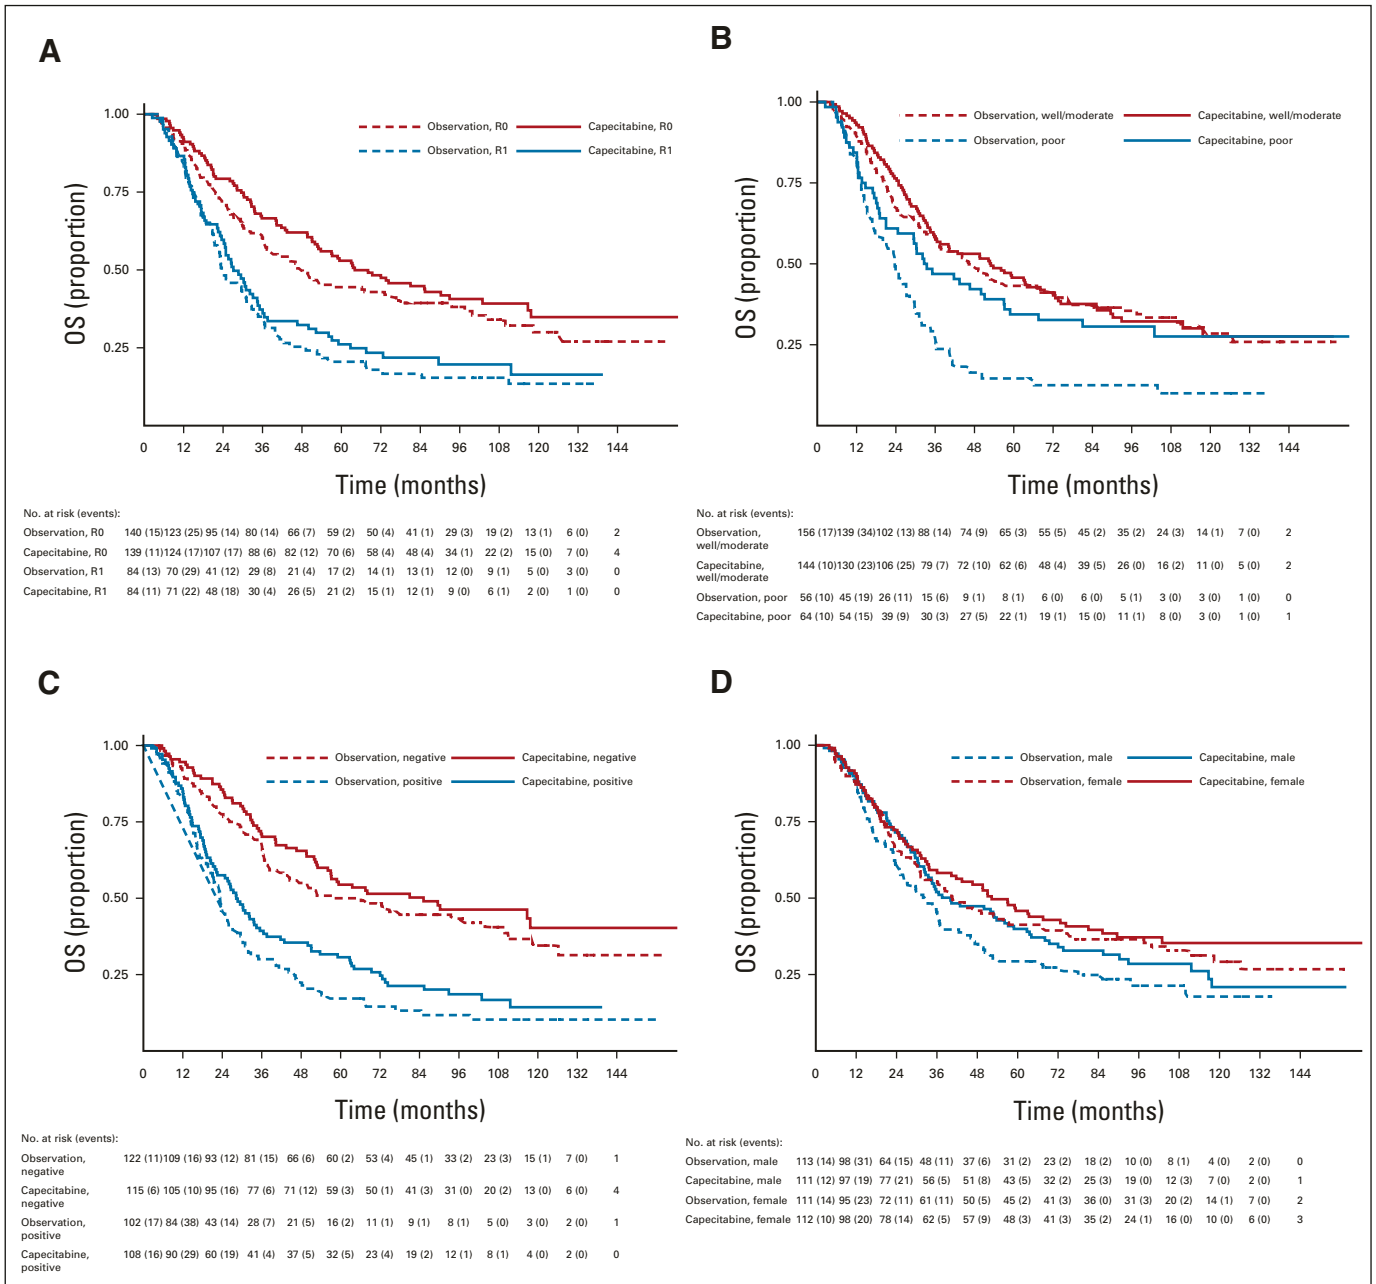 A
1.00
0.75
0.50
0.25
OS (proportion)
Observation, R0 Capecitabine, R0
Observation, R1 Capecitabine, R1
0 12 24 36 48 60 72 84 96 108 120 132 144
Time (months)
No. at risk (events):
Observation, R0 140 (15) 123 (25) 95 (14) 80 (14) 66 (7) 59 (2) 50 (4) 41 (1) 29 (3) 19 (2) 13 (1) 6 (0) 2
Capecitabine, R0 139 (11) 124 (17) 107 (17) 88 (6) 82 (12) 70 (6) 58 (4) 48 (4) 34 (1) 22 (2) 15 (0) 7 (0) 4
Observation, R1 84 (13) 70 (29) 41 (12) 29 (8) 21 (4) 17 (2) 14 (1) 13 (1) 12 (0) 9 (1) 5 (0) 3 (0) 0
Capecitabine, R1 84 (11) 71 (22) 48 (18) 30 (4) 26 (5) 21 (2) 15 (1) 12 (1) 9 (0) 6 (1) 2 (0) 1 (0) 0
B
1.00
0.75
0.50
0.25
OS (proportion)
Observation, well/moderate Capecitabine, well/moderate
Observation, poor Capecitabine, poor
0 12 24 36 48 60 72 84 96 108 120 132 144
Time (months)
No. at risk (events):
Observation, 156 (17) 139 (34) 102 (13) 88 (14) 74 (9) 65 (3) 55 (5) 45 (2) 35 (2) 24 (3) 14 (1) 7 (0) 2
well/moderate
Capecitabine, 144 (10) 130 (23) 106 (25) 79 (7) 72 (10) 62 (6) 48 (4) 39 (5) 26 (0) 16 (2) 11 (0) 5 (0) 2
well/moderate
Observation, poor 56 (10) 45 (19) 26 (11) 15 (6) 9 (1) 8 (1) 6 (0) 6 (0) 5 (1) 3 (0) 3 (0) 1 (0) 0
Capecitabine, poor 64 (10) 54 (15) 39 (9) 30 (3) 27 (5) 22 (1) 19 (1) 15 (0) 11 (1) 8 (0) 3 (0) 1 (0) 1
C
1.00
0.75
0.50
0.25
OS (proportion)
Observation, negative Capecitabine, negative
Observation, positive Capecitabine, positive
0 12 24 36 48 60 72 84 96 108 120 132 144
Time (months)
No. at risk (events):
Observation, 122 (11) 109 (16) 93 (12) 81 (15) 66 (6) 60 (2) 53 (4) 45 (1) 33 (2) 23 (3) 15 (1) 7 (0) 1
negative
Capecitabine, 115 (6) 105 (10) 95 (16) 77 (6) 71 (12) 59 (3) 50 (1) 41 (3) 31 (0) 20 (2) 13 (0) 6 (0) 4
negative
Observation, 102 (17) 84 (38) 43 (14) 28 (7) 21 (5) 16 (2) 11 (1) 9 (1) 8 (1) 5 (0) 3 (0) 2 (0) 1
positive
Capecitabine, 108 (16) 90 (29) 60 (19) 41 (4) 37 (5) 32 (5) 23 (4) 19 (2) 12 (1) 8 (1) 4 (0) 2 (0) 0
positive
D
1.00
0.75
0.50
0.25
OS (proportion)
Observation, male Capecitabine, male
Observation, female Capecitabine, female
0 12 24 36 48 60 72 84 96 108 120 132 144
Time (months)
No. at risk (events):
Observation, male 113 (14) 98 (31) 64 (15) 48 (11) 37 (6) 31 (2) 23 (2) 18 (2) 10 (0) 8 (1) 4 (0) 2 (0) 0
Capecitabine, male 111 (12) 97 (19) 77 (21) 56 (5) 51 (8) 43 (5) 32 (2) 25 (3) 19 (0) 12 (3) 7 (0) 2 (0) 1
Observation, female 111 (14) 95 (23) 72 (11) 61 (11) 50 (5) 45 (2) 41 (3) 36 (0) 31 (3) 20 (2) 14 (1) 7 (0) 2
Capecitabine, female 112 (10) 98 (20) 78 (14) 62 (5) 57 (9) 48 (3) 41 (3) 35 (2) 24 (1) 16 (0) 10 (0) 6 (0) 3